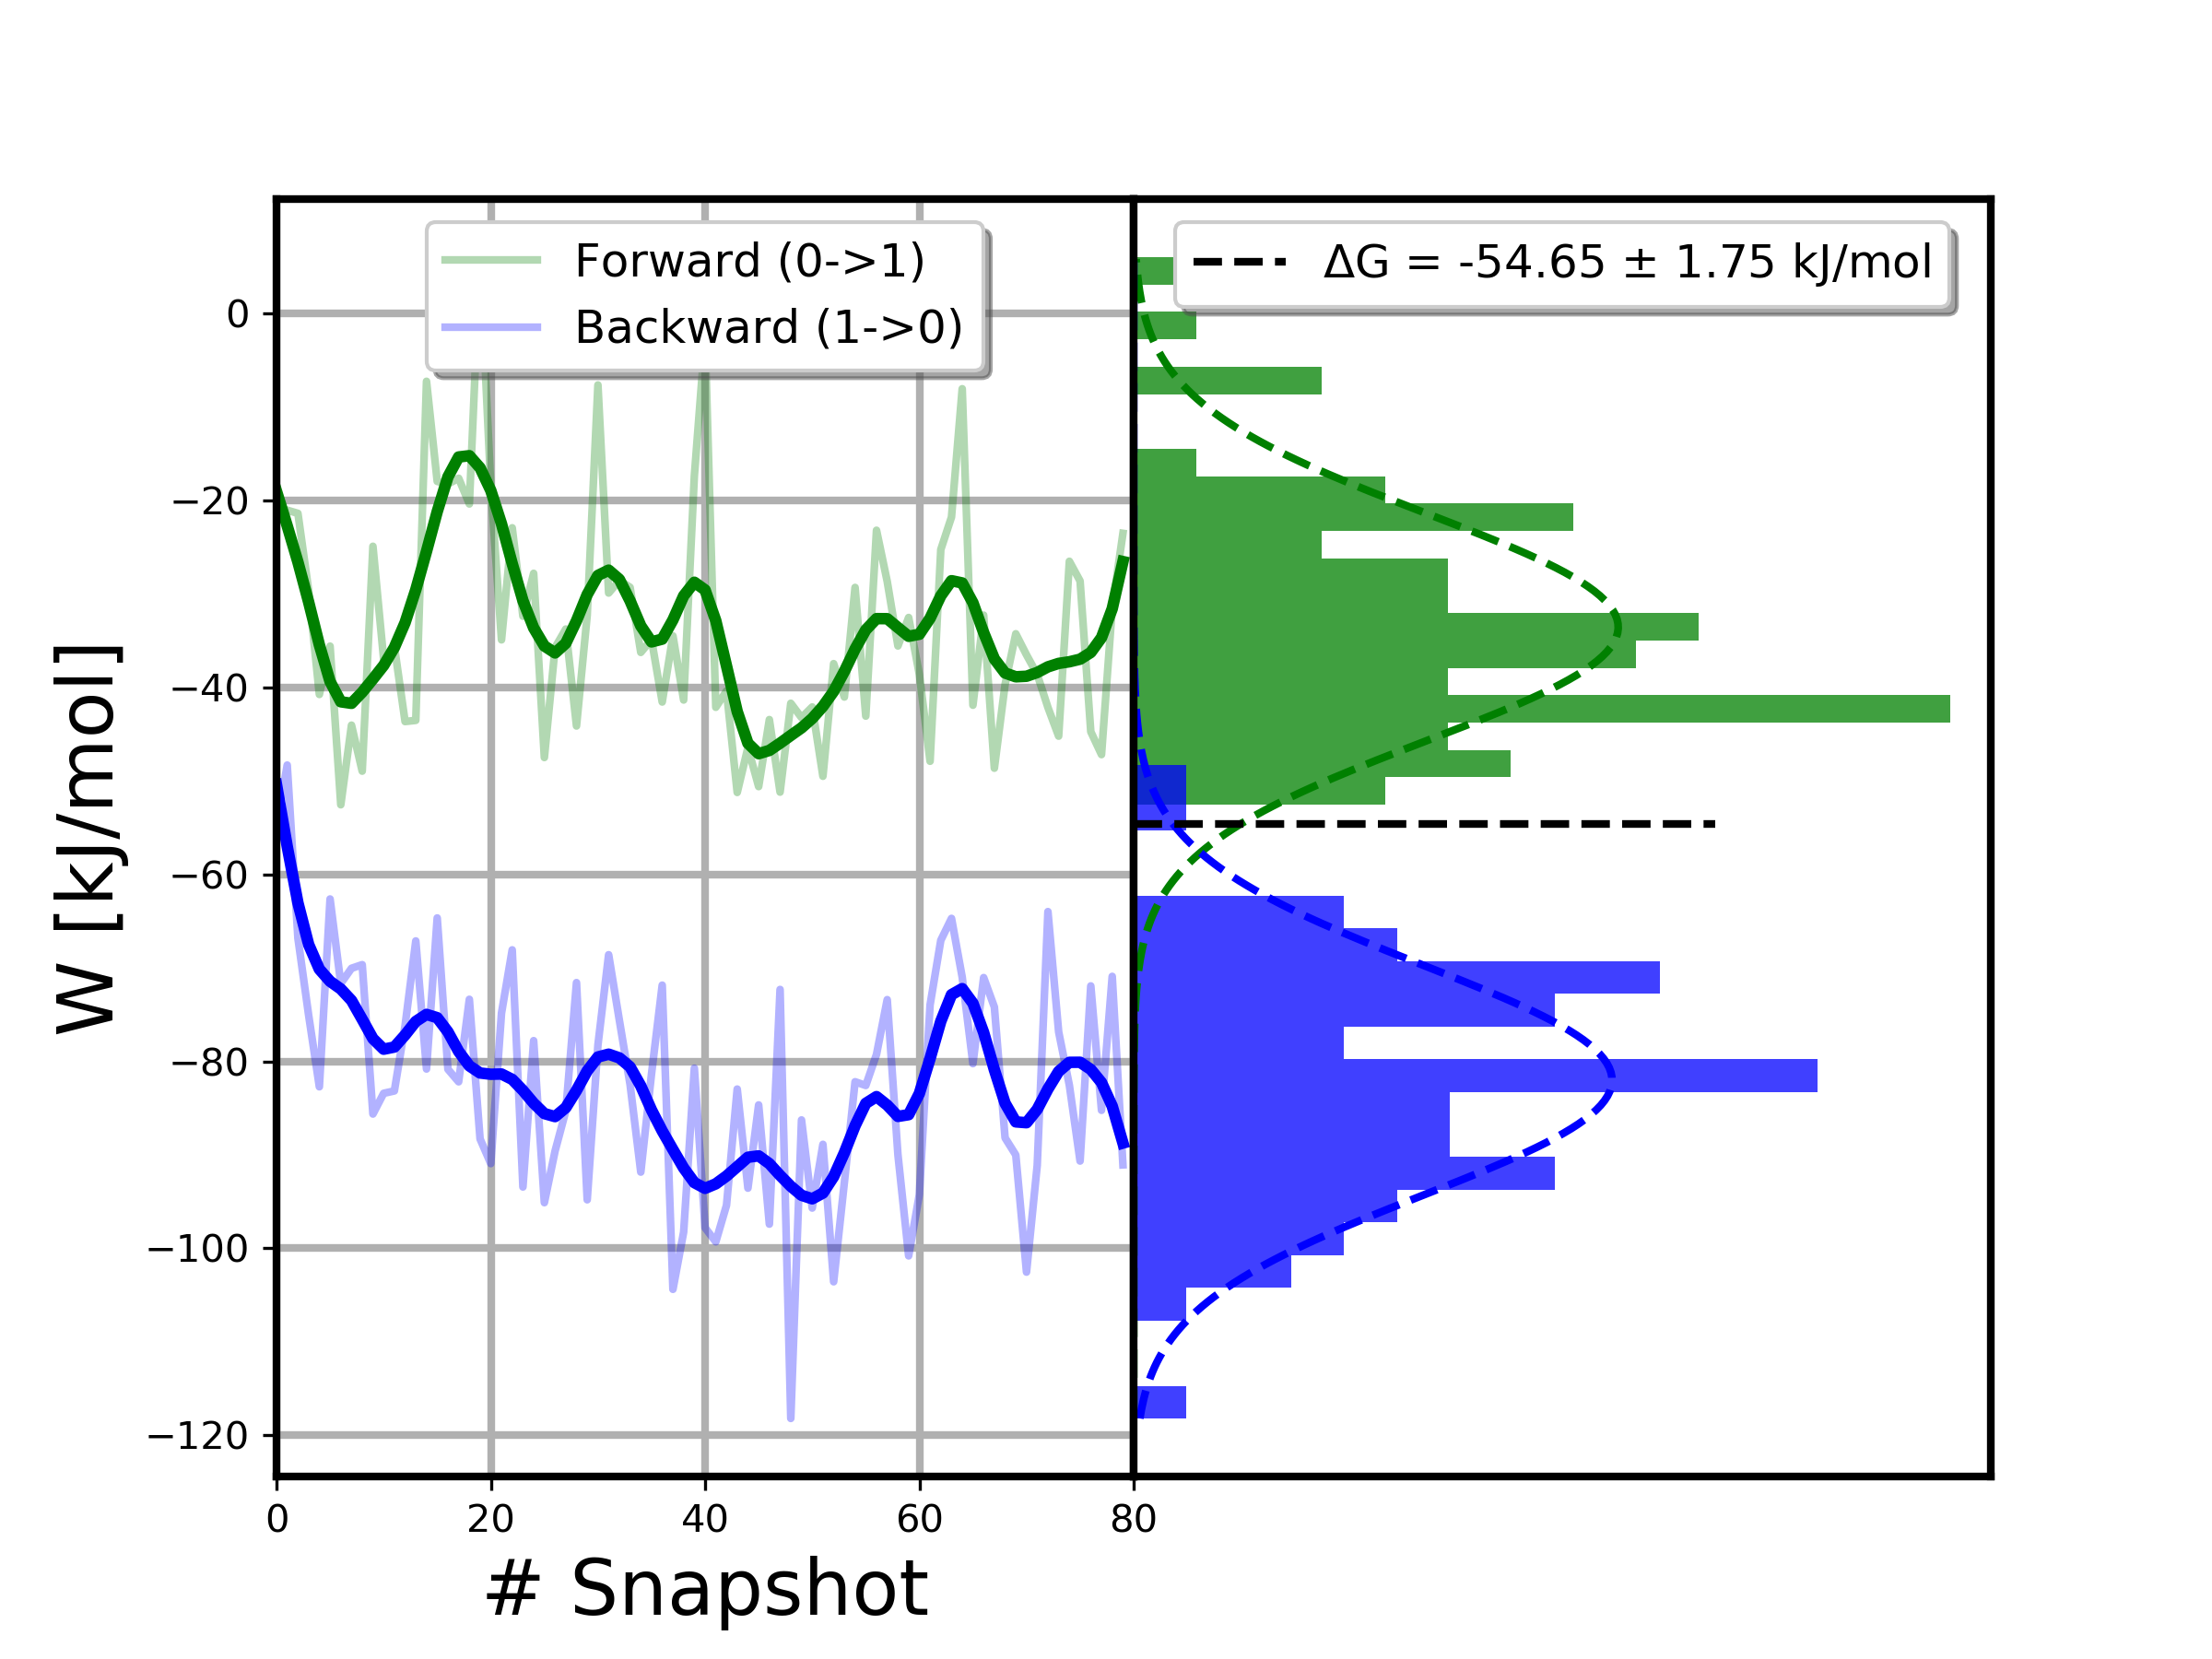 Forward (0->1)
Backward (1->0)
ΔG = -54.65 ± 1.75 kJ/mol
W [kJ/mol]
0
−20
−40
−60
−80
−100
−120
0 20 40 60 80
# Snapshot